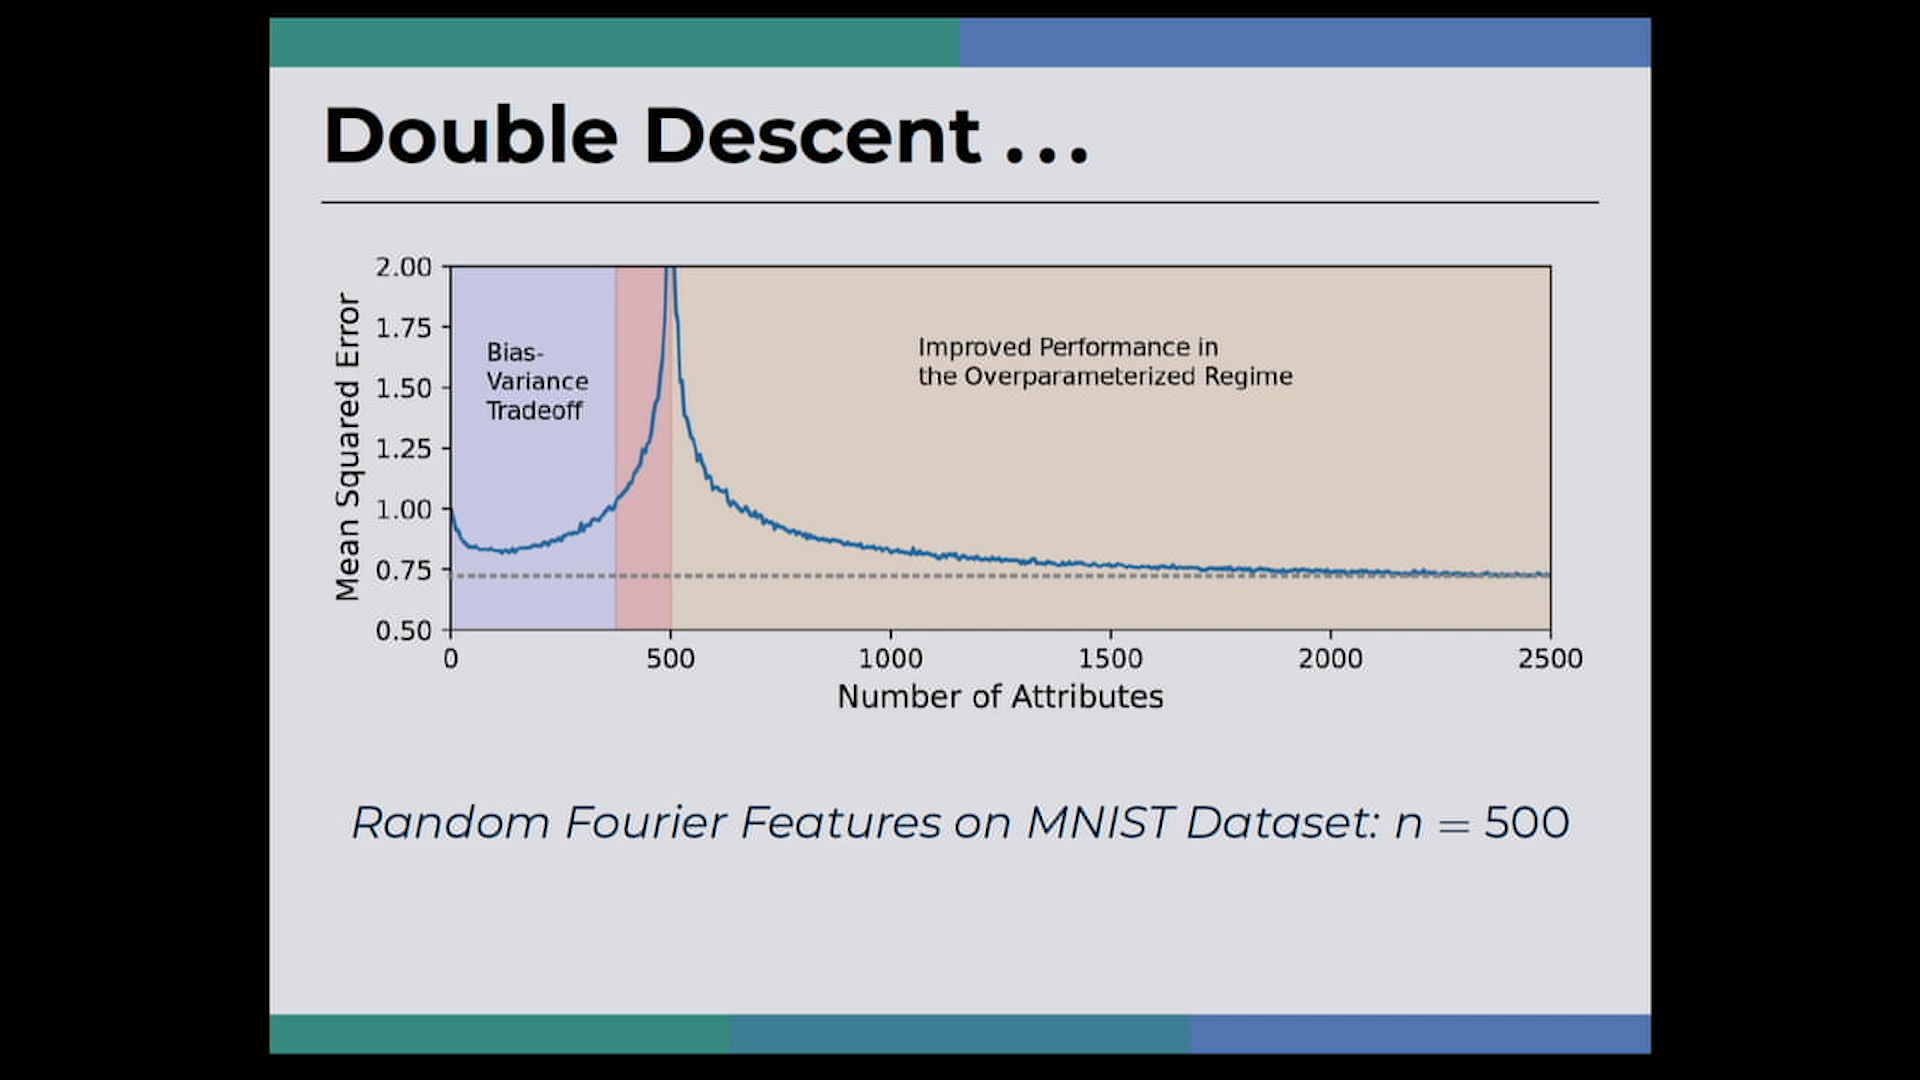 Double Descent ...
2.00
1.75
1.50
1.25
1.00
0.75
0.50
Mean Squared Error
Bias-
Variance
Tradeoff
Improved Performance in
the Overparameterized Regime
0 500 1000 1500 2000 2500
Number of Attributes
Random Fourier Features on MNIST Dataset: n = 500